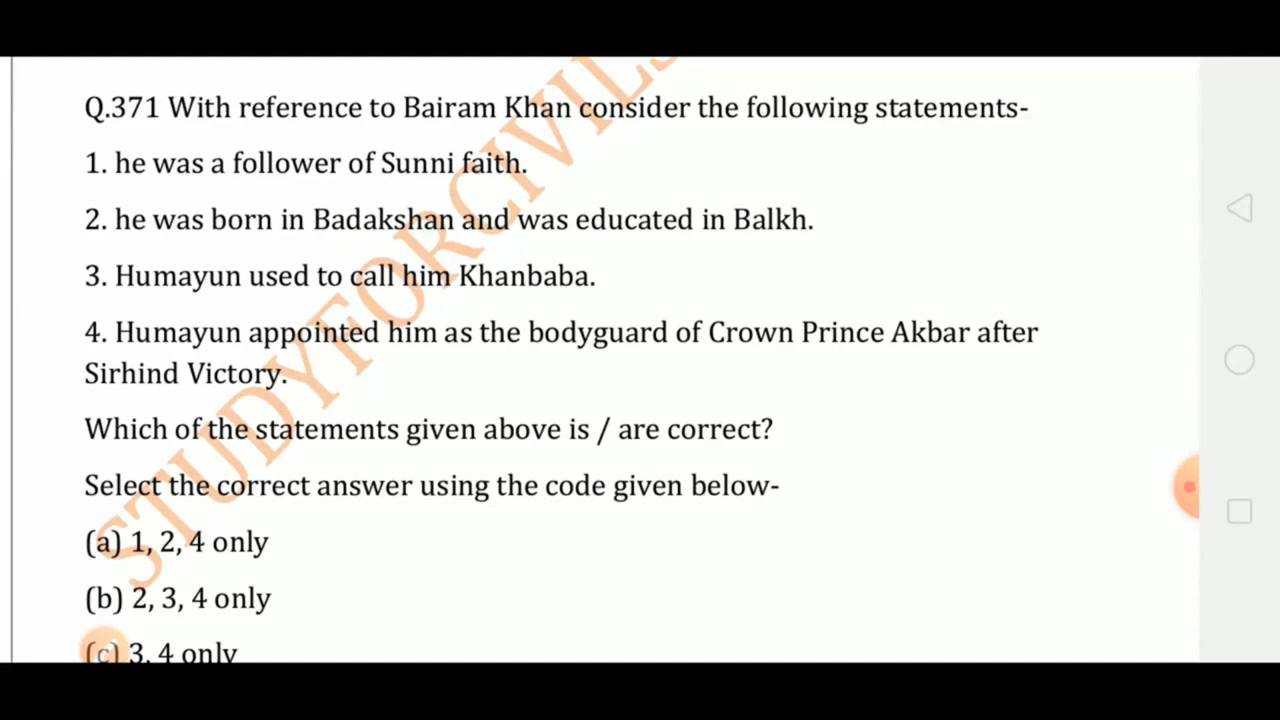 Q.371 With reference to Bairam Khan consider the following statements-
1. he was a follower of Sunni faith.
2. he was born in Badakshan and was educated in Balkh.
3. Humayun used to call him Khanbaba.
4. Humayun appointed him as the bodyguard of Crown Prince Akbar after
Sirhind Victory.
Which of the statements given above is / are correct?
Select the correct answer using the code given below-
(a) 1, 2, 4 only
(b) 2, 3, 4 only
(c) 3, 4 only
STUDYFORCIVILS